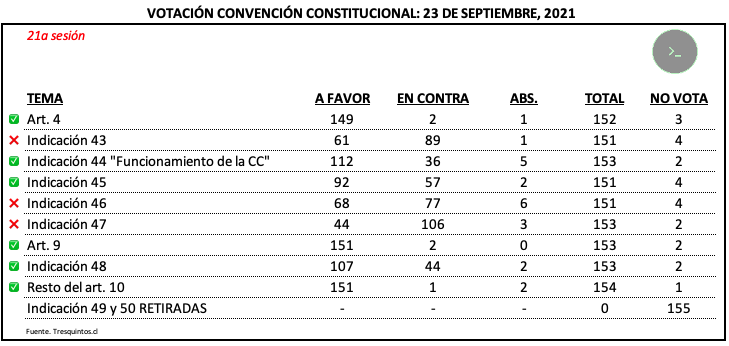 VOTACIÓN CONVENCIÓN CONSTITUCIONAL: 23 DE SEPTIEMBRE, 2021
21a sesión
>_
TEMA A FAVOR EN CONTRA ABS. TOTAL NO VOTA
Art. 4 149 2 1 152 3
Indicación 43 61 89 1 151 4
Indicación 44 "Funcionamiento de la CC" 112 36 5 153 2
Indicación 45 92 57 2 151 4
Indicación 46 68 77 6 151 4
Indicación 47 44 106 3 153 2
Art. 9 151 2 0 153 2
Indicación 48 107 44 2 153 2
Resto del art. 10 151 1 2 154 1
Indicación 49 y 50 RETIRADAS - - - 0 155
Fuente. Tresquintos.cl